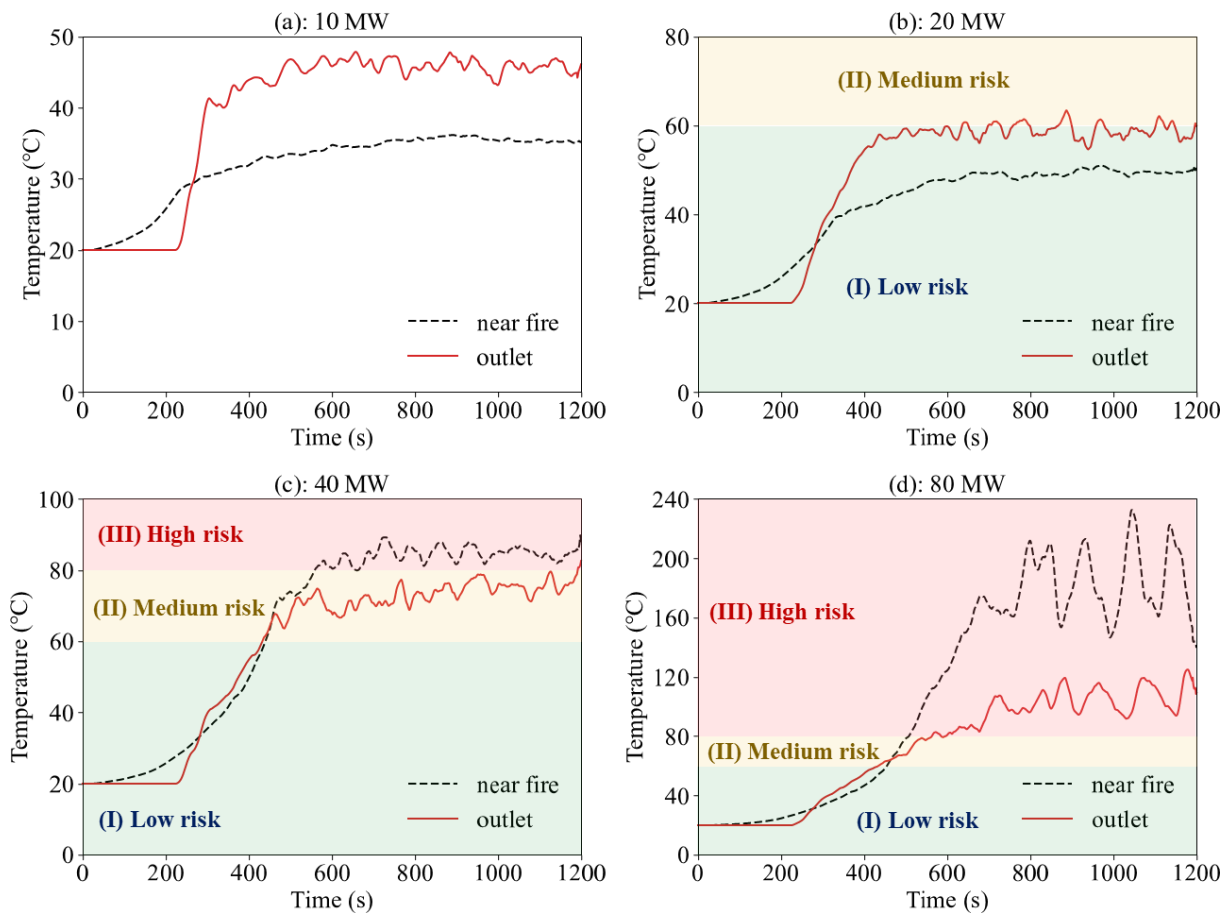 (a): 10 MW
50
40
30
20
10
0
Temperature (°C)
near fire
outlet
0 200 400 600 800 1000 1200
Time (s)
(b): 20 MW
80
60
40
20
0
Temperature (°C)
(II) Medium risk
(I) Low risk
near fire
outlet
0 200 400 600 800 1000 1200
Time (s)
(c): 40 MW
100
80
60
40
20
0
Temperature (°C)
(III) High risk
(II) Medium risk
(I) Low risk
near fire
outlet
0 200 400 600 800 1000 1200
Time (s)
(d): 80 MW
240
200
160
120
80
40
0
Temperature (°C)
(III) High risk
(II) Medium risk
(I) Low risk
near fire
outlet
0 200 400 600 800 1000 1200
Time (s)